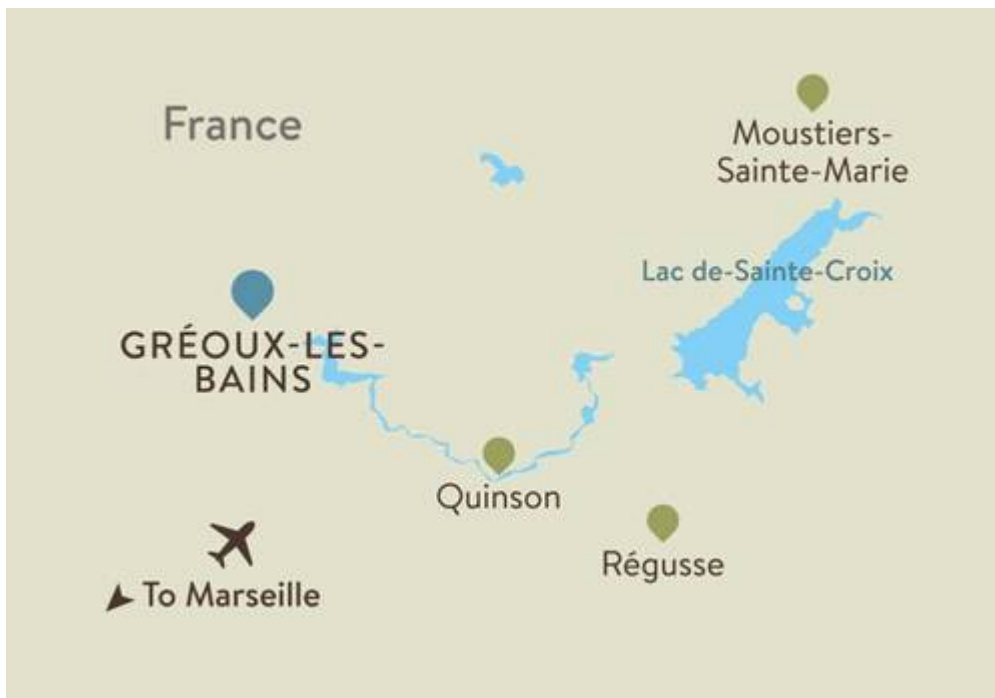 France
Moustiers-
Sainte-Marie
Lac de-Sainte-Croix
GRÉOUX-LES-
BAINS
Quinson
Régusse
To Marseille